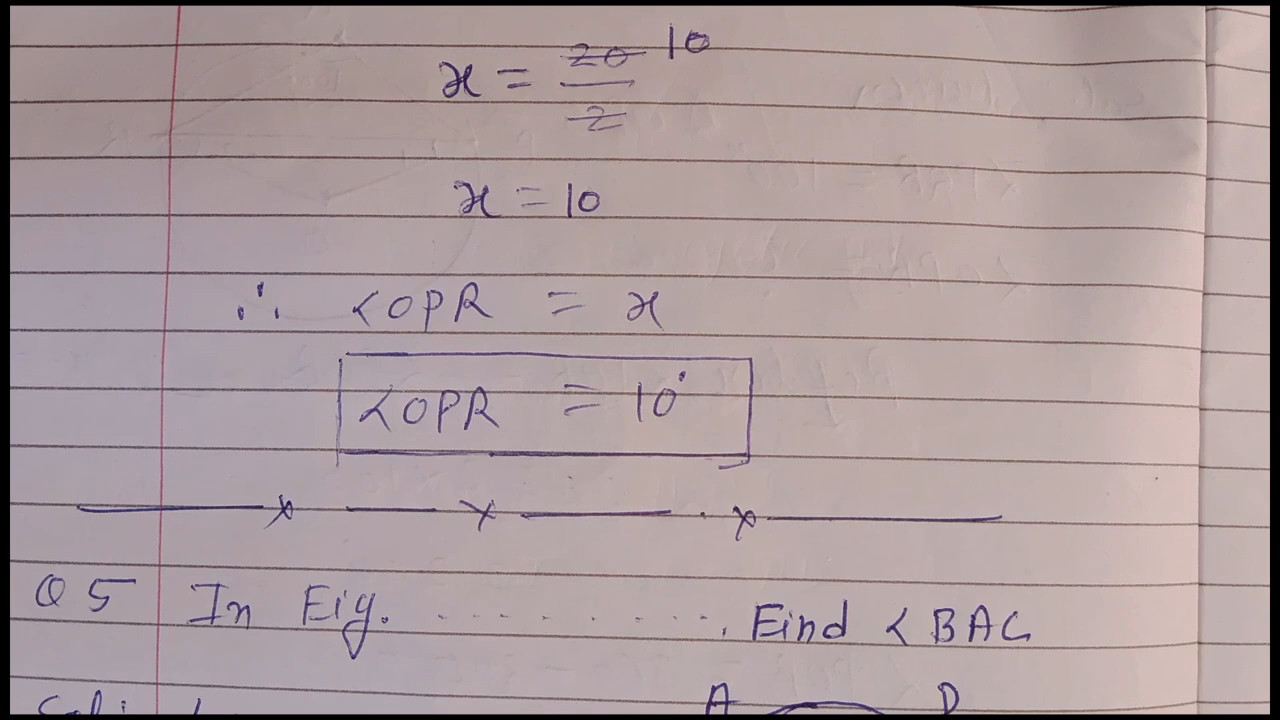 x = 20/2 10
x = 10
∴ <OPR = x
<OPR = 10°
x x x
Q5 In Fig. . . . . . . . . . Find <BAC
A D